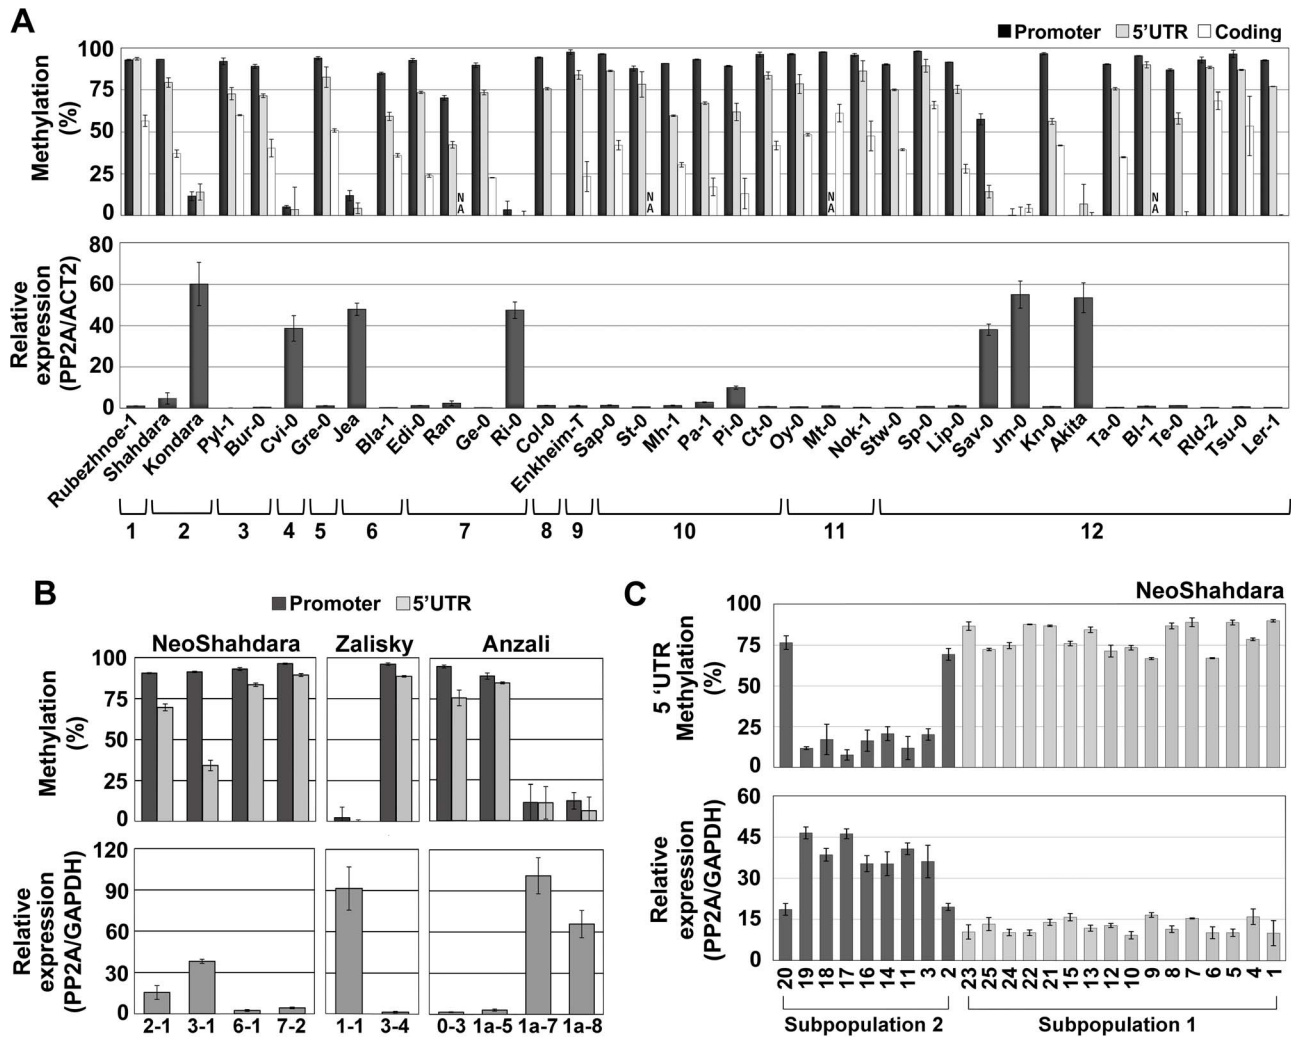 A
Promoter 5'UTR Coding
Methylation (%)
100
75
50
25
0
NA
NA
NA
NA
Relative expression (PP2A/ACT2)
80
60
40
20
0
Rubezhnoe-1 Shahdara Kondara Pyl-1 Bur-0 Cvi-0 Gre-0 Jea Bla-1 Edi-0 Ran Ge-0 Ri-0 Col-0 Enkheim-T Sap-0 St-0 Mh-1 Pa-1 Pi-0 Ct-0 Oy-0 Mt-0 Nok-1 Stw-0 Sp-0 Lip-0 Sav-0 Jm-0 Kn-0 Akita Ta-0 Bl-1 Te-0 Rld-2 Tsu-0 Ler-1
1 2 3 4 5 6 7 8 9 10 11 12
B
Promoter 5'UTR
NeoShahdara Zalisky Anzali
Methylation (%)
100
75
50
25
0
Relative expression (PP2A/GAPDH)
120
90
60
30
0
2-1 3-1 6-1 7-2 1-1 3-4 0-3 1a-5 1a-7 1a-8
C
NeoShahdara
5 'UTR Methylation (%)
100
75
50
25
0
Relative expression (PP2A/GAPDH)
60
45
30
15
0
20 19 18 17 16 14 11 3 2 23 25 24 22 21 15 13 12 10 9 8 7 6 5 4 1
Subpopulation 2 Subpopulation 1